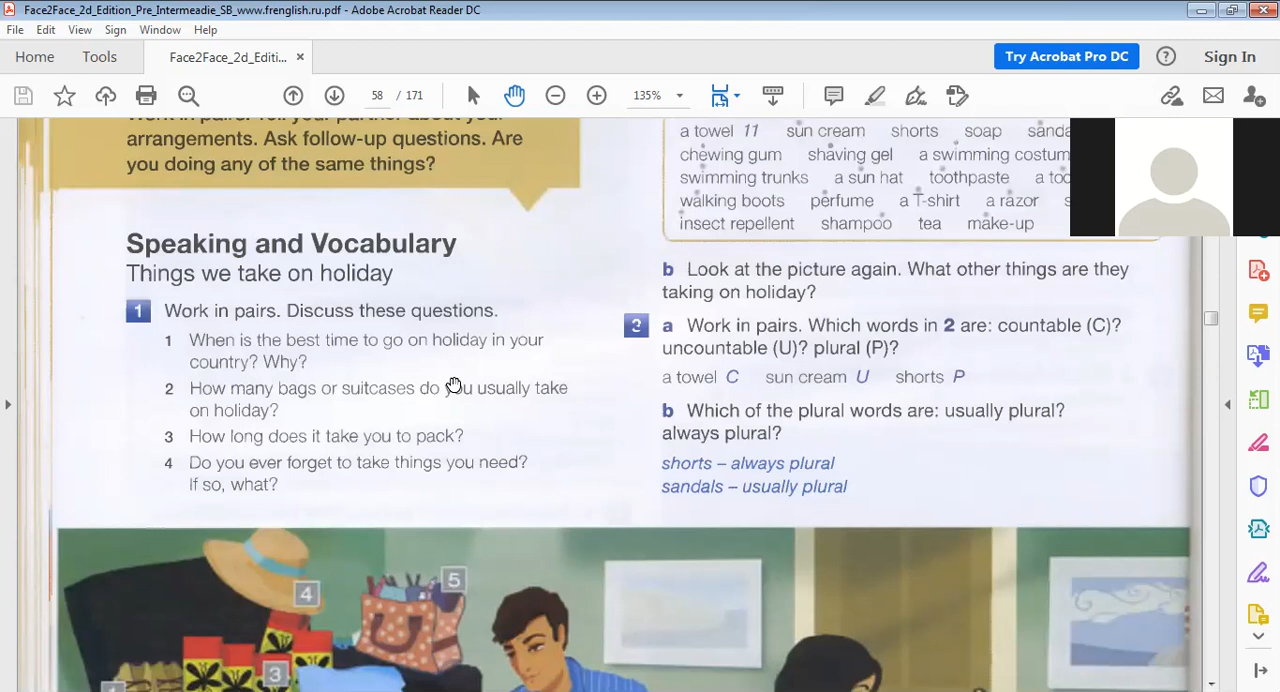 Face2Face_2d_Edition_Pre_Intermeadie_SB_www.frenglish.ru.pdf - Adobe Acrobat Reader DC
File Edit View Sign Window Help
Home Tools Face2Face_2d_Editi... ×
Try Acrobat Pro DC Sign In
58 / 171 135%
arrangements. Ask follow-up questions. Are
you doing any of the same things?
Speaking and Vocabulary
Things we take on holiday
1 Work in pairs. Discuss these questions.
1 When is the best time to go on holiday in your
country? Why?
2 How many bags or suitcases do you usually take
on holiday?
3 How long does it take you to pack?
4 Do you ever forget to take things you need?
If so, what?
a towel 11 sun cream shorts soap
chewing gum shaving gel a swimming
swimming trunks a sun hat toothpaste a
walking boots perfume a T-shirt a razor
insect repellent shampoo tea make-up
b Look at the picture again. What other things are they
taking on holiday?
3 a Work in pairs. Which words in 2 are: countable (C)?
uncountable (U)? plural (P)?
a towel C sun cream U shorts P
b Which of the plural words are: usually plural?
always plural?
shorts – always plural
sandals – usually plural
4
5
3